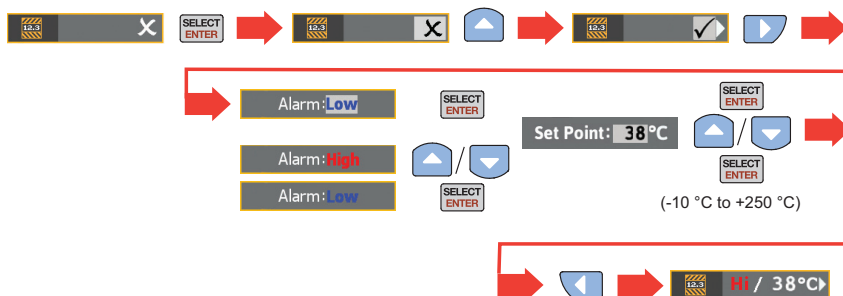 12.3
SELECT
ENTER
12.3
12.3
Alarm:Low
SELECT
ENTER
Alarm:High
/
Alarm:Low
SELECT
ENTER
Set Point: 38°C
SELECT
ENTER
/
SELECT
ENTER
(-10 °C to +250 °C)
12.3 Hi / 38°C